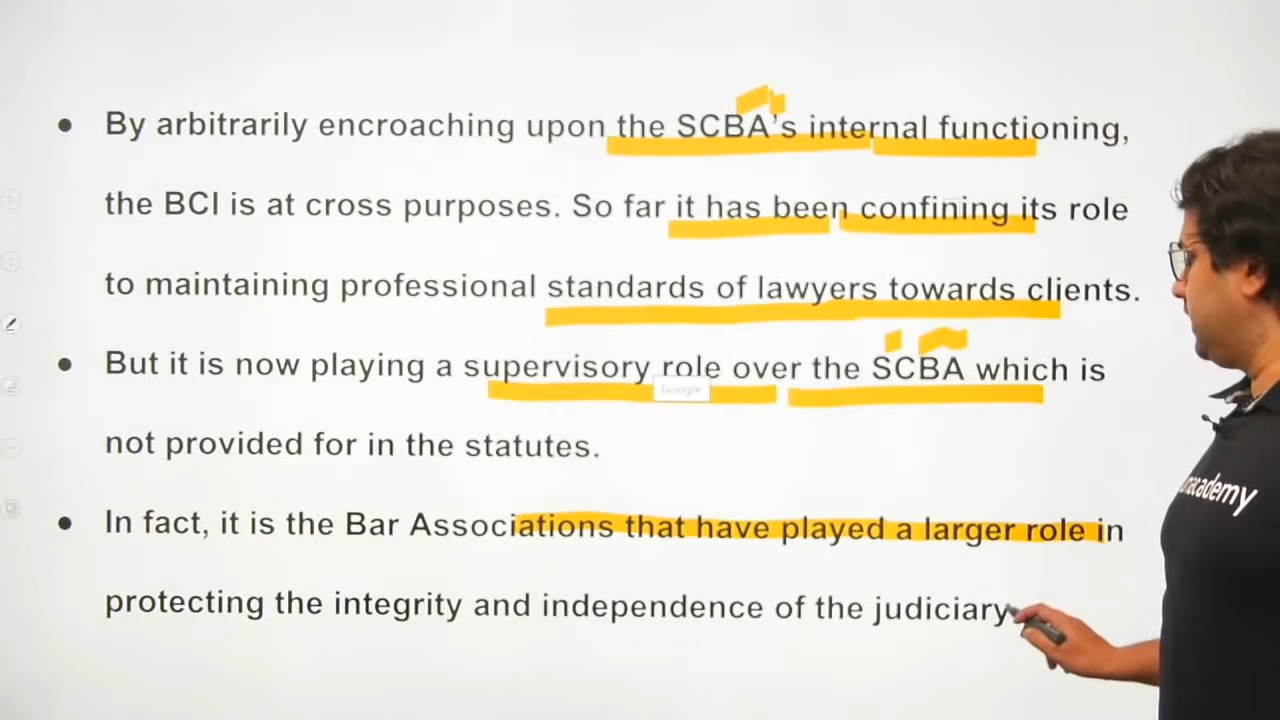 ● By arbitrarily encroaching upon the SCBA's internal functioning,
the BCI is at cross purposes. So far it has been confining its role
to maintaining professional standards of lawyers towards clients.
● But it is now playing a supervisory role over the SCBA which is
Google
not provided for in the statutes.
● In fact, it is the Bar Associations that have played a larger role in
protecting the integrity and independence of the judiciary
unacademy